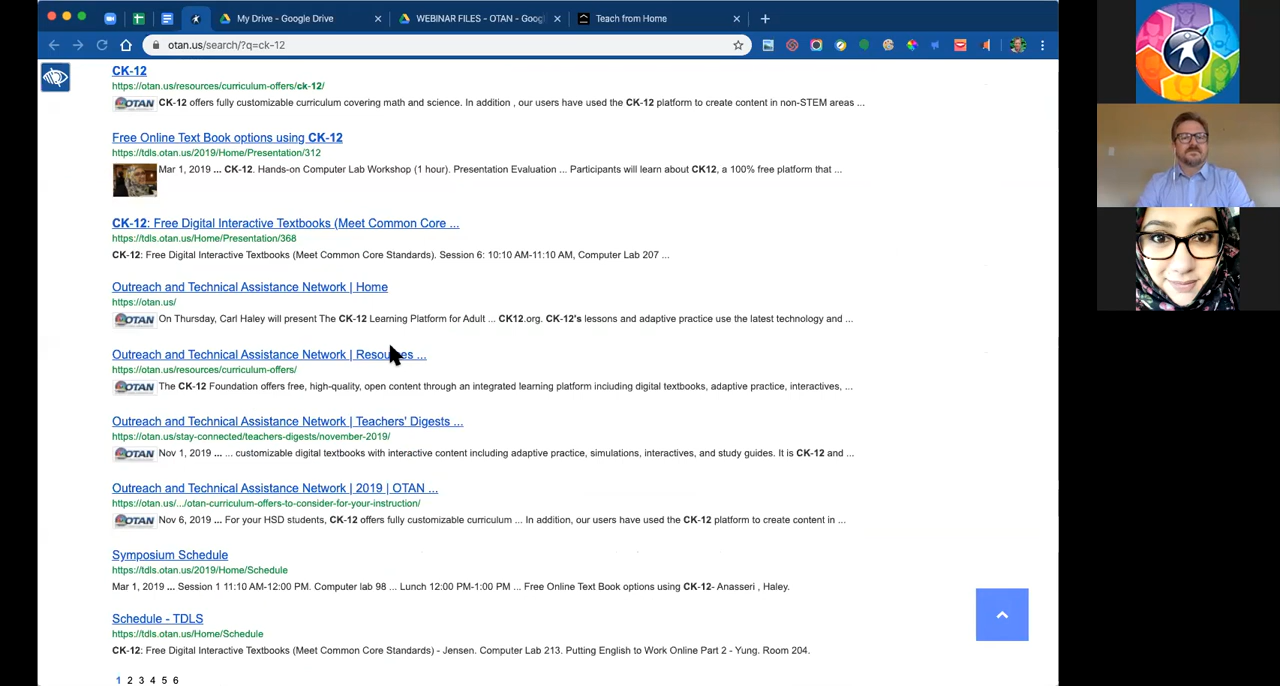 My Drive - Google Drive
WEBINAR FILES - OTAN - Goog
Teach from Home
otan.us/search/?q=ck-12
CK-12
https://otan.us/resources/curriculum-offers/ck-12/
OTAN CK-12 offers fully customizable curriculum covering math and science. In addition , our users have used the CK-12 platform to create content in non-STEM areas ...
Free Online Text Book options using CK-12
https://tdls.otan.us/2019/Home/Presentation/312
Mar 1, 2019 ... CK-12. Hands-on Computer Lab Workshop (1 hour). Presentation Evaluation ... Participants will learn about CK12, a 100% free platform that ...
CK-12: Free Digital Interactive Textbooks (Meet Common Core ...
https://tdls.otan.us/Home/Presentation/368
CK-12: Free Digital Interactive Textbooks (Meet Common Core Standards). Session 6: 10:10 AM-11:10 AM, Computer Lab 207 ...
Outreach and Technical Assistance Network | Home
https://otan.us/
OTAN On Thursday, Carl Haley will present The CK-12 Learning Platform for Adult ... CK12.org. CK-12's lessons and adaptive practice use the latest technology and ...
Outreach and Technical Assistance Network | Resources ...
https://otan.us/resources/curriculum-offers/
OTAN The CK-12 Foundation offers free, high-quality, open content through an integrated learning platform including digital textbooks, adaptive practice, interactives, ...
Outreach and Technical Assistance Network | Teachers' Digests ...
https://otan.us/stay-connected/teachers-digests/november-2019/
OTAN Nov 1, 2019 ... ... customizable digital textbooks with interactive content including adaptive practice, simulations, interactives, and study guides. It is CK-12 and ...
Outreach and Technical Assistance Network | 2019 | OTAN ...
https://otan.us/.../otan-curriculum-offers-to-consider-for-your-instruction/
OTAN Nov 6, 2019 ... For your HSD students, CK-12 offers fully customizable curriculum ... In addition, our users have used the CK-12 platform to create content in ...
Symposium Schedule
https://tdls.otan.us/2019/Home/Schedule
Mar 1, 2019 ... Session 1 11:10 AM-12:00 PM. Computer lab 98 ... Lunch 12:00 PM-1:00 PM ... Free Online Text Book options using CK-12- Anasseri , Haley.
Schedule - TDLS
https://tdls.otan.us/Home/Schedule
CK-12: Free Digital Interactive Textbooks (Meet Common Core Standards) - Jensen. Computer Lab 213. Putting English to Work Online Part 2 - Yung. Room 204.
1 2 3 4 5 6